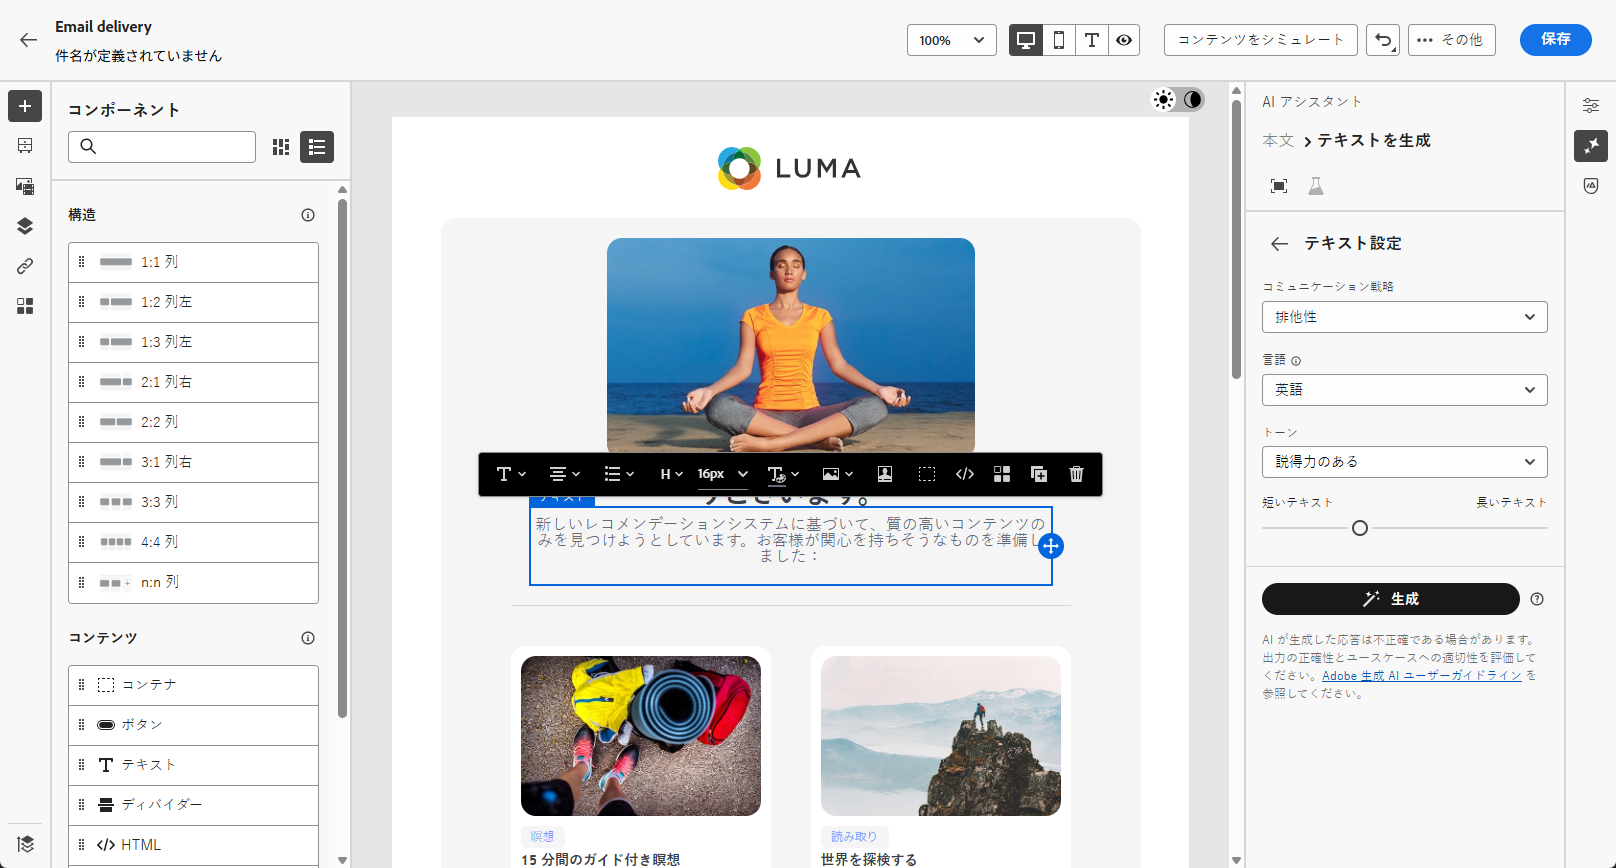 Email delivery
件名が定義されていません
100%
コンテンツをシミュレート
その他
保存
コンポーネント
構造
1:1 列
1:2 列左
1:3 列左
2:1 列右
2:2 列
3:1 列右
3:3 列
4:4 列
n:n 列
コンテンツ
コンテナ
ボタン
テキスト
ディバイダー
HTML
LUMA
H
16px
うございます。
テキスト
新しいレコメンデーションシステムに基づいて、質の高いコンテンツの
みを見つけようとしています。お客様が関心を持ちそうなものを準備し
ました：
瞑想
15 分間のガイド付き瞑想
読み取り
世界を探検する
AI アシスタント
本文
テキストを生成
テキスト設定
コミュニケーション戦略
排他性
言語
英語
トーン
説得力のある
短いテキスト
長いテキスト
生成
AI が生成した応答は不正確である場合があります。
出力の正確性とユースケースへの適切性を評価して
ください。Adobe 生成 AI ユーザーガイドライン を
参照してください。